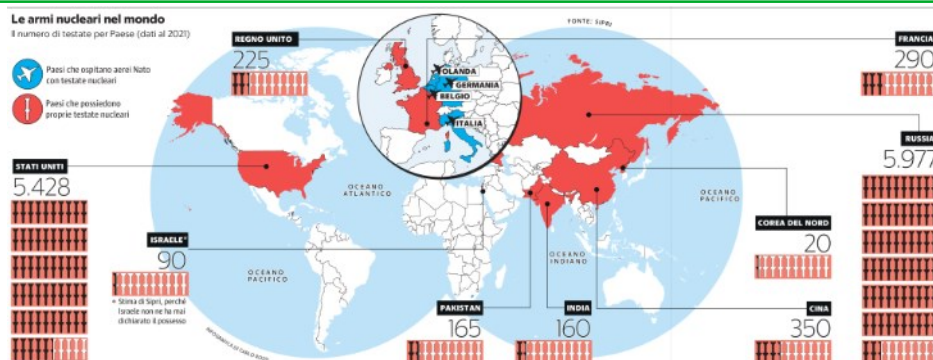 Le armi nucleari nel mondo
Il numero di testate per Paese (dati al 2021)
FONTE: SIPRI
Paesi che ospitano aerei Nato
con testate nucleari
Paesi che possiedono
proprie testate nucleari
REGNO UNITO
225
OLANDA
GERMANIA
BELGIO
ITALIA
FRANCIA
290
STATI UNITI
5.428
RUSSIA
5.977
OCEANO
ATLANTICO
OCEANO
PACIFICO
ISRAELE*
90
* Stima di Sipri, perché
Israele non ne ha mai
dichiarato il possesso
OCEANO
PACIFICO
OCEANO
INDIANO
COREA DEL NORD
20
PAKISTAN
165
INDIA
160
CINA
350